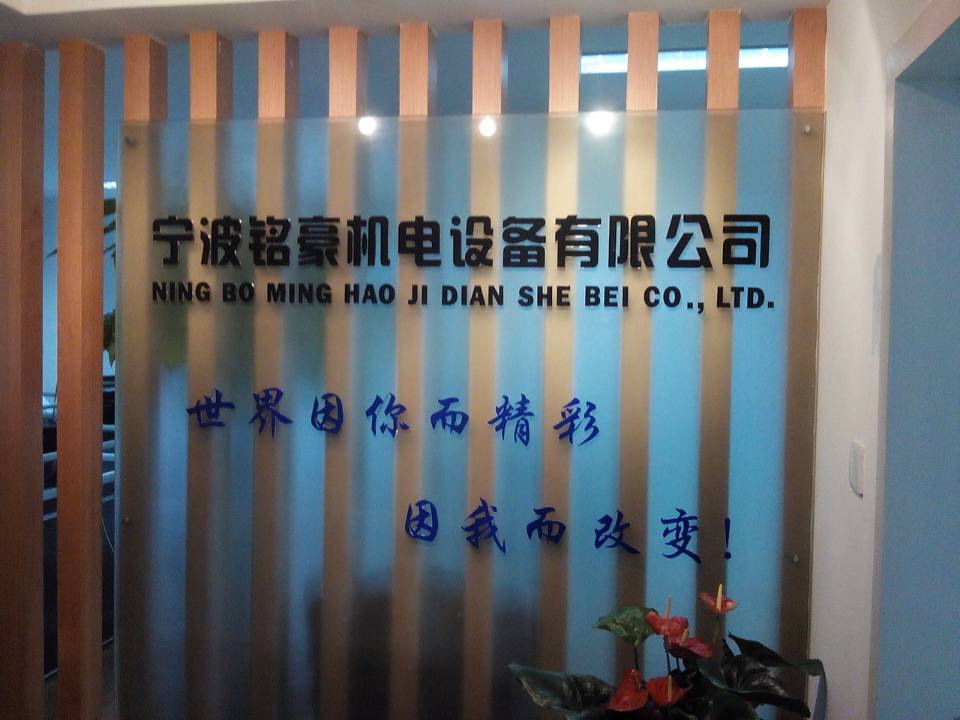 宁波铭豪机电设备有限公司
NING BO MING HAO JI DIAN SHE BEI CO., LTD.
世界因你而精彩
因我而改变！